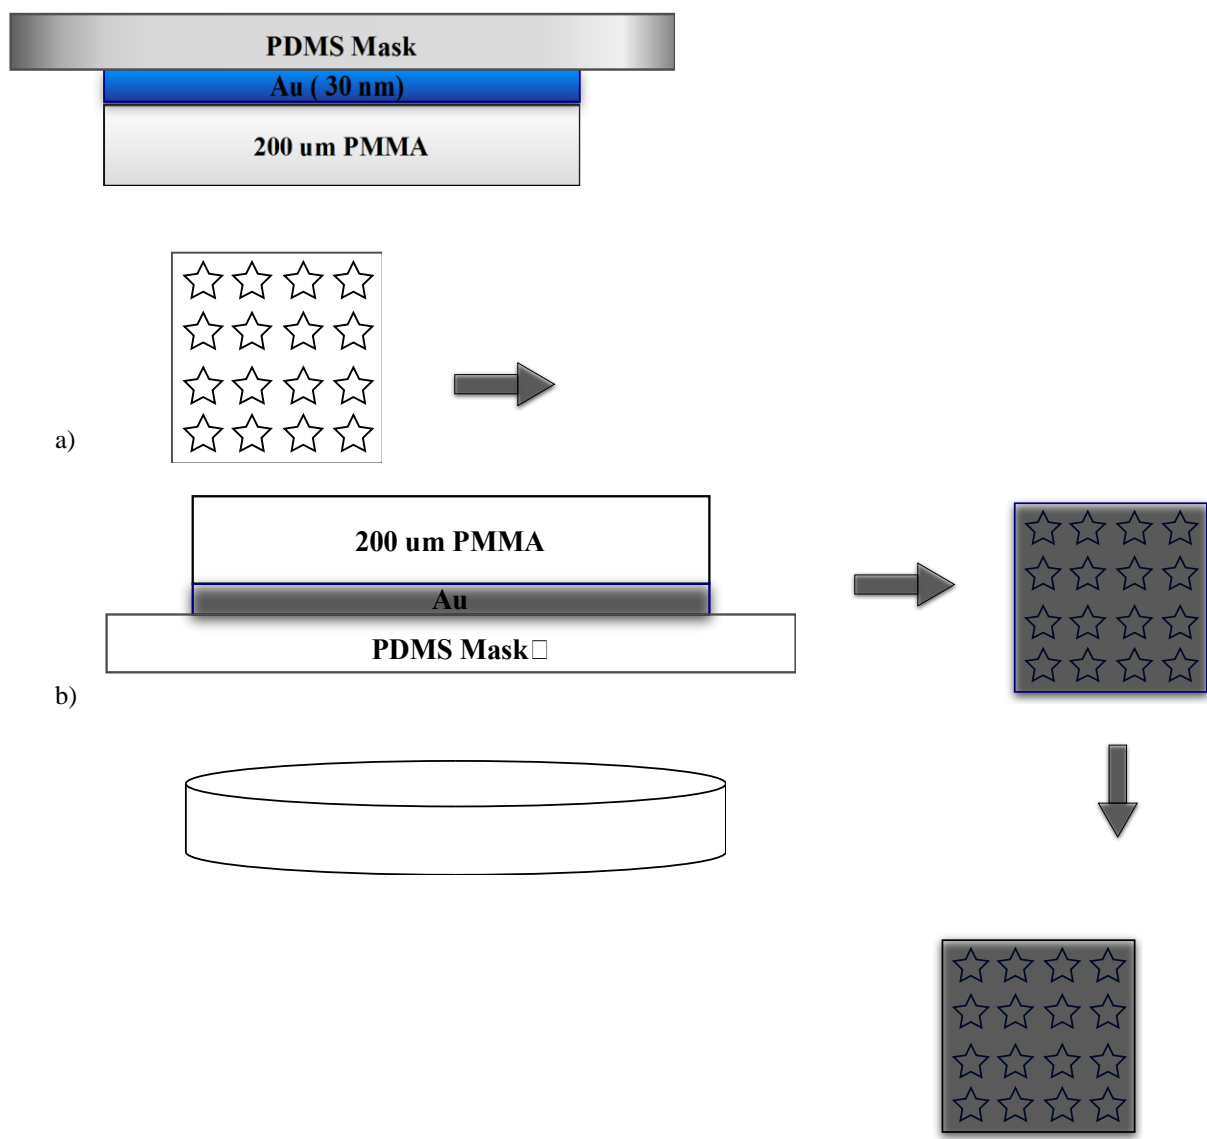 PDMS Mask
Au ( 30 nm)
200 um PMMA
a)
200 um PMMA
Au
PDMS Mask□
b)